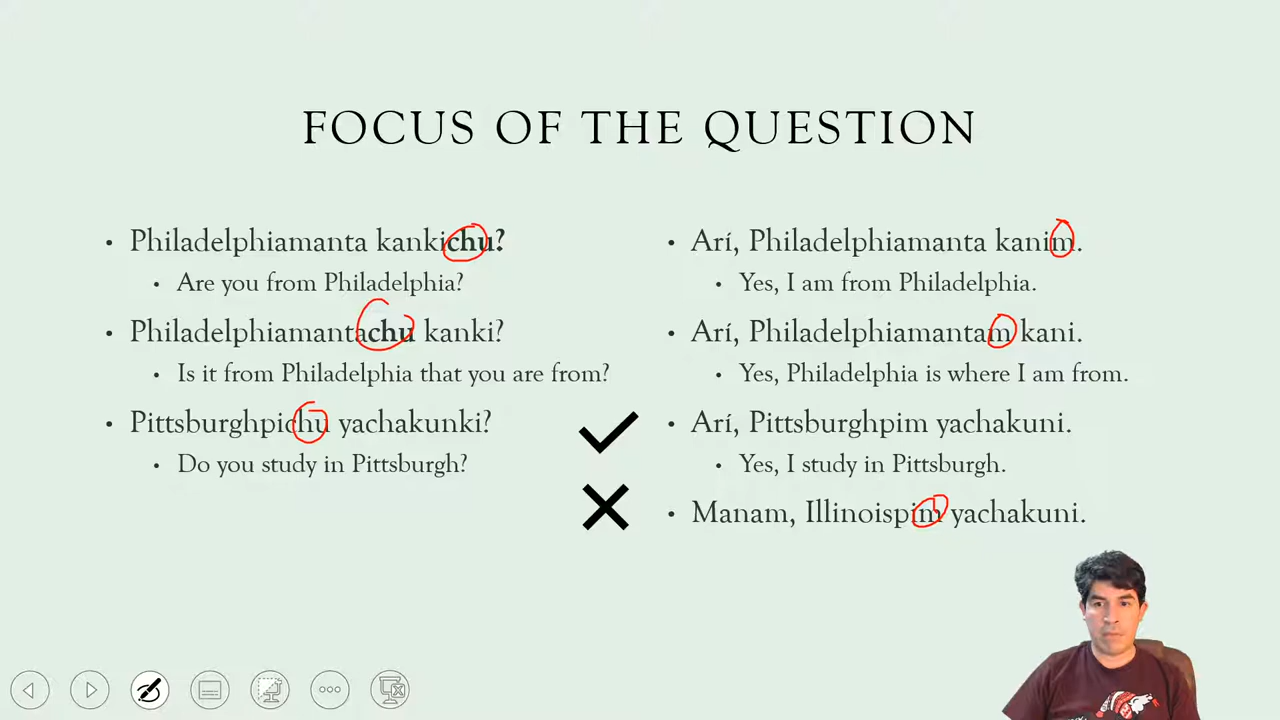 FOCUS OF THE QUESTION
Philadelphiamanta kankichu?
Are you from Philadelphia?
Philadelphiamantachu kanki?
Is it from Philadelphia that you are from?
Pittsburghpichu yachakunki?
Do you study in Pittsburgh?
Arí, Philadelphiamanta kanim.
Yes, I am from Philadelphia.
Arí, Philadelphiamantam kani.
Yes, Philadelphia is where I am from.
Arí, Pittsburghpim yachakuni.
Yes, I study in Pittsburgh.
Manam, Illinoispim yachakuni.